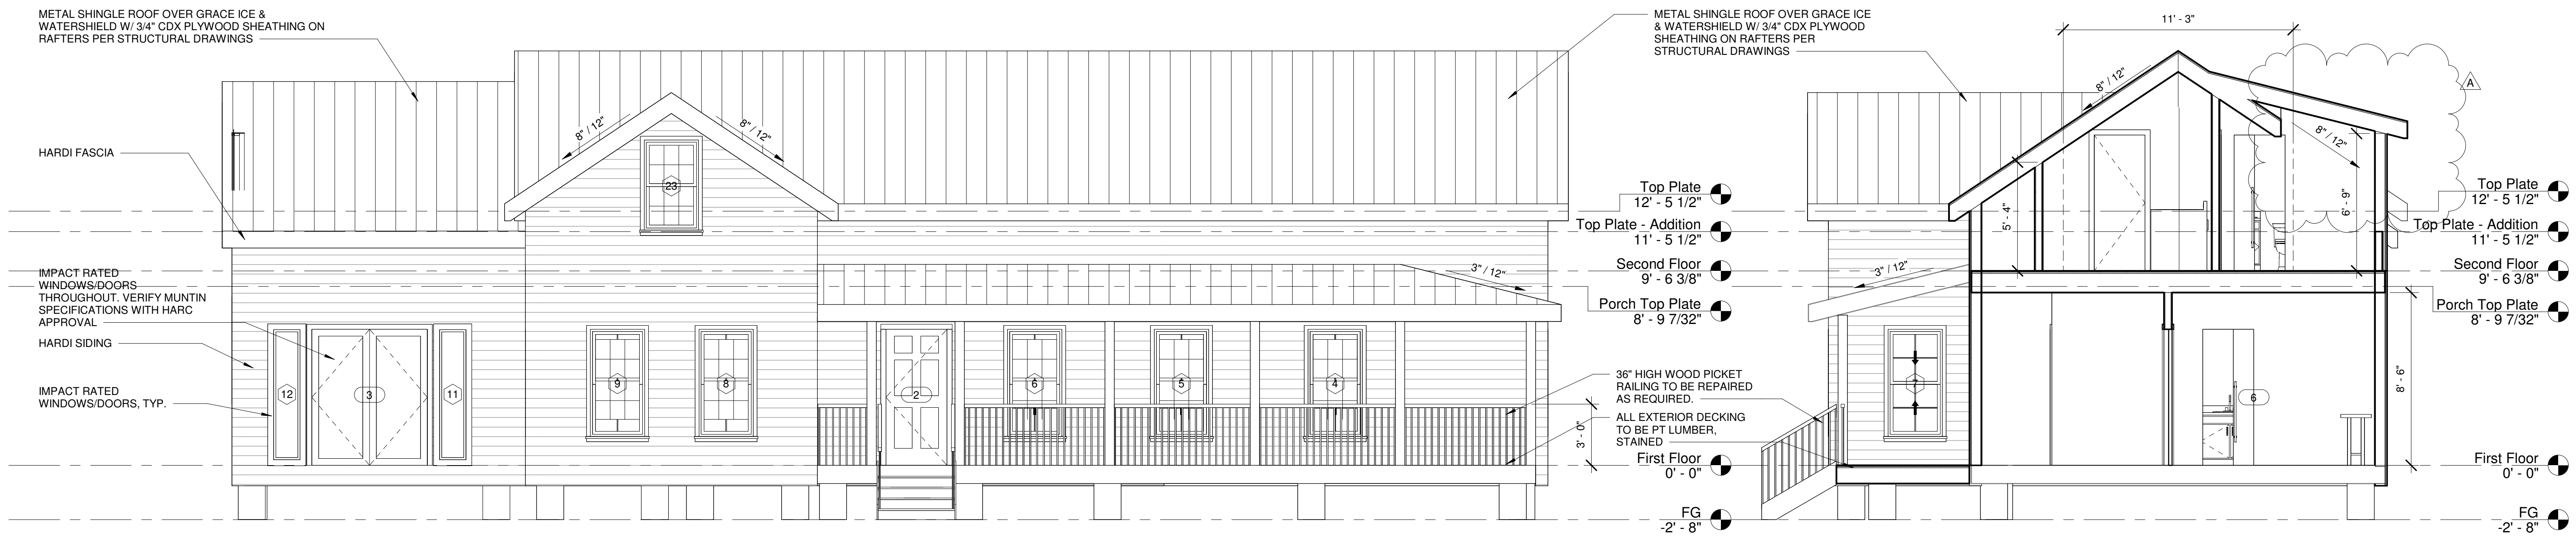 METAL SHINGLE ROOF OVER GRACE ICE &
WATERSHIELD W/ 3/4" CDX PLYWOOD SHEATHING ON
RAFTERS PER STRUCTURAL DRAWINGS
HARDI FASCIA
IMPACT RATED
WINDOWS/DOORS
THROUGHOUT. VERIFY MUNTIN
SPECIFICATIONS WITH HARC
APPROVAL
HARDI SIDING
IMPACT RATED
WINDOWS/DOORS, TYP.
8" / 12"
8" / 12"
23
3" / 12"
12
3
11
9
8
2
6
5
4
METAL SHINGLE ROOF OVER GRACE ICE
& WATERSHIELD W/ 3/4" CDX PLYWOOD
SHEATHING ON RAFTERS PER
STRUCTURAL DRAWINGS
Top Plate
12' - 5 1/2"
Top Plate - Addition
11' - 5 1/2"
Second Floor
9' - 6 3/8"
Porch Top Plate
8' - 9 7/32"
36" HIGH WOOD PICKET
RAILING TO BE REPAIRED
AS REQUIRED.
ALL EXTERIOR DECKING
TO BE PT LUMBER,
STAINED
3' - 0"
First Floor
0' - 0"
FG
-2' - 8"
11' - 3"
8" / 12"
A
8" / 12"
5' - 4"
6' - 9"
3" / 12"
7
6
8' - 6"
Top Plate
12' - 5 1/2"
Top Plate - Addition
11' - 5 1/2"
Second Floor
9' - 6 3/8"
Porch Top Plate
8' - 9 7/32"
First Floor
0' - 0"
FG
-2' - 8"